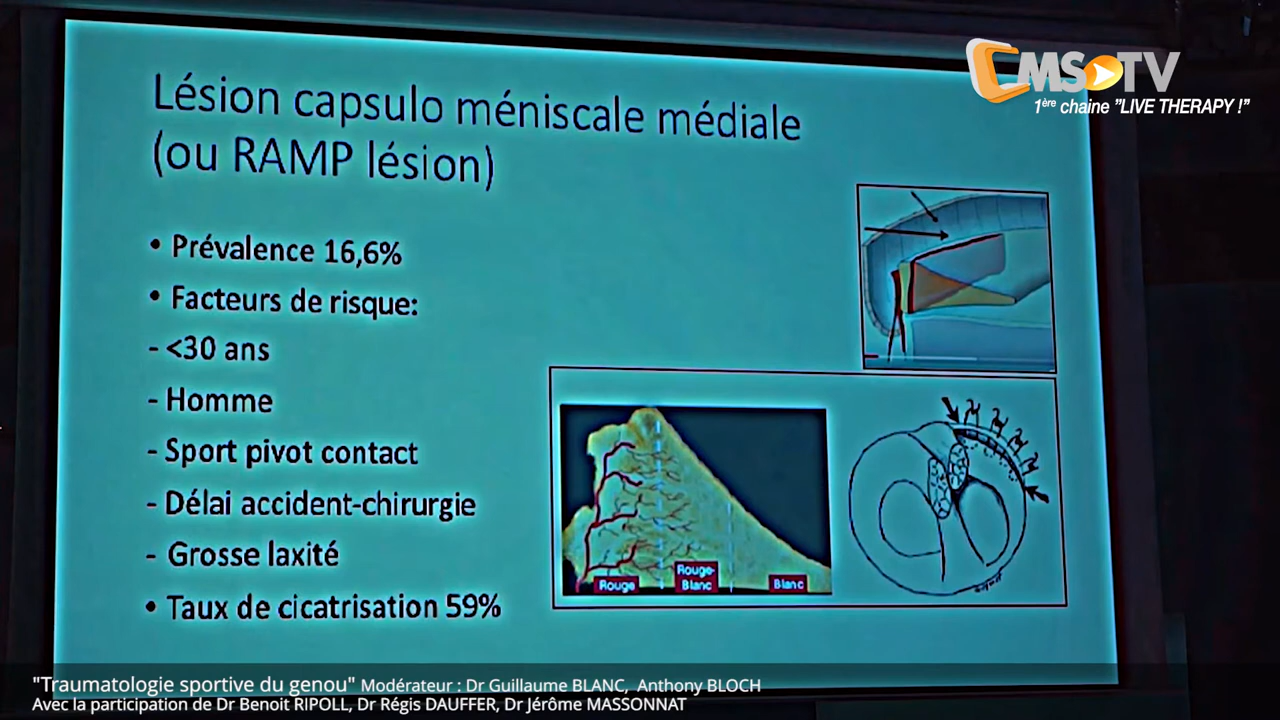 CMS TV
1ère chaine "LIVE THERAPY !"
Lésion capsulo méniscale médiale
(ou RAMP lésion)
• Prévalence 16,6%
• Facteurs de risque:
- <30 ans
- Homme
- Sport pivot contact
- Délai accident-chirurgie
- Grosse laxité
• Taux de cicatrisation 59%
Rouge
Rouge-
Blanc
Blanc
"Traumatologie sportive du genou" Modérateur : Dr Guillaume BLANC, Anthony BLOCH
Avec la participation de Dr Benoit RIPOLL, Dr Régis DAUFFER, Dr Jérôme MASSONNAT